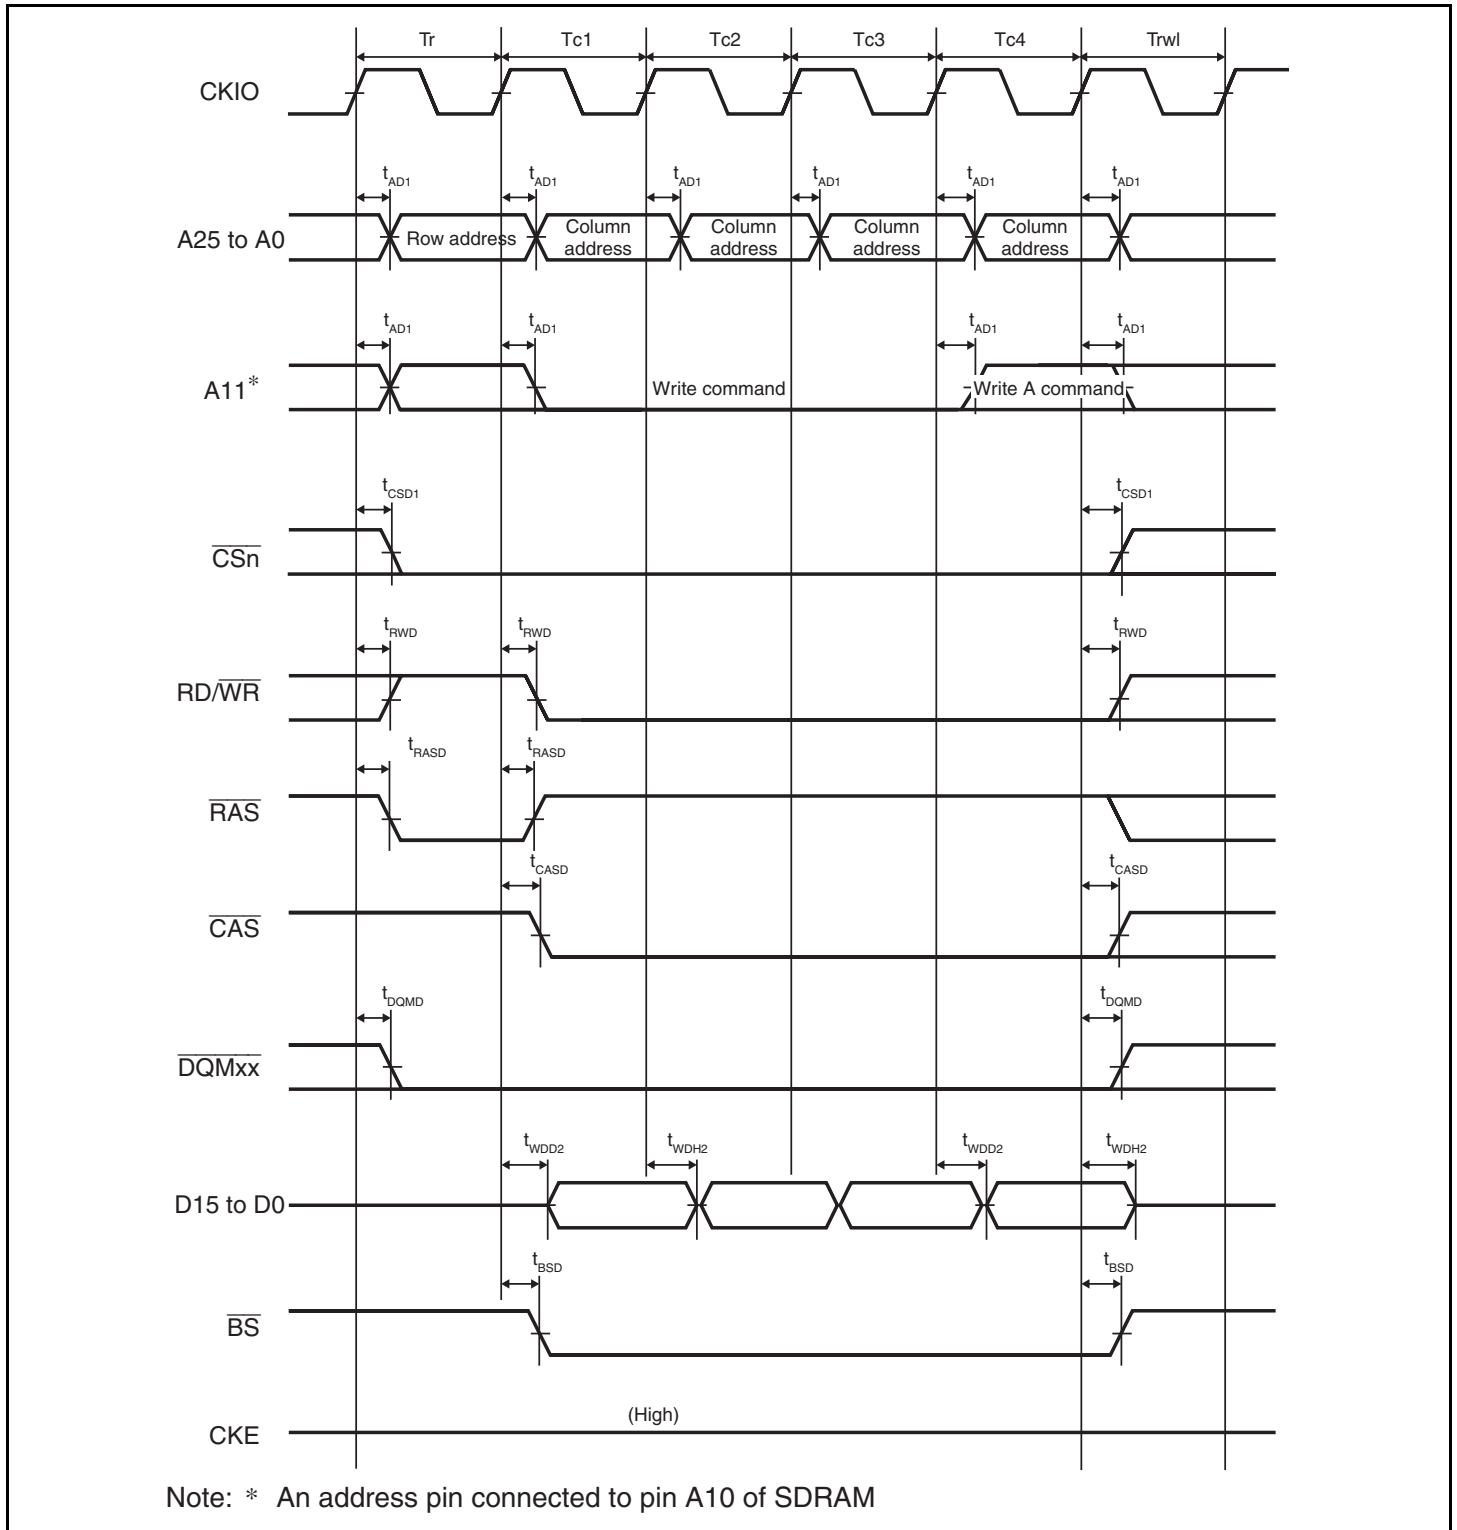 Tr Tc1 Tc2 Tc3 Tc4 Trwl
CKIO
tAD1 tAD1 tAD1 tAD1 tAD1 tAD1
A25 to A0 Row address Column address Column address Column address Column address
tAD1 tAD1 tAD1 tAD1
A11* Write command Write A command
tCSD1 tCSD1
CSn
tRWD tRWD tRWD
RD/WR
tRASD tRASD
RAS
tCASD tCASD
CAS
tDQMD tDQMD
DQMxx
tWDD2 tWDH2 tWDD2 tWDH2
D15 to D0
tBSD tBSD
BS
(High)
CKE
Note: * An address pin connected to pin A10 of SDRAM